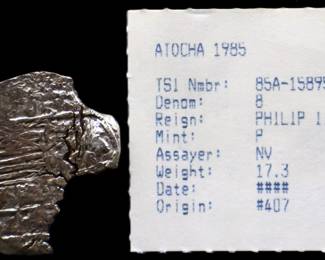 ATOCHA 1985
TSI Nmbr: 85A-15895
Denom: 8
Reign: PHILIP I
Mint: P
Assayer: NV
Weight: 17.3
Date: ####
Origin: #407